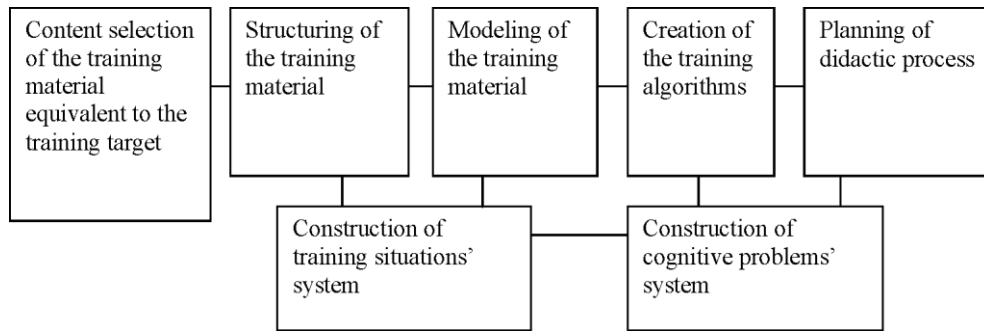 Content selection
of the training
material
equivalent to the
training target
Structuring of
the training
material
Modeling of
the training
material
Creation of
the training
algorithms
Planning of
didactic process
Construction of
training situations’
system
Construction of
cognitive problems’
system